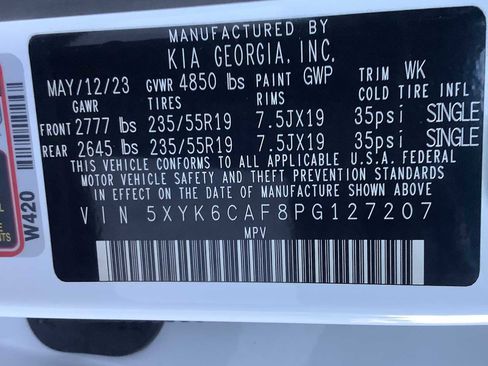 MANUFACTURED BY
KIA GEORGIA, INC.
MAY/12/23 GVWR 4850 lbs PAINT GWP TRIM WK
GAWR TIRES RIMS COLD TIRE INFL
FRONT 2777 lbs 235/55R19 7.5JX19 35psi SINGLE
REAR 2645 lbs 235/55R19 7.5JX19 35psi SINGLE
THIS VEHICLE CONFORMS TO ALL APPLICABLE U.S.A. FEDERAL
MOTOR VEHICLE SAFETY AND THEFT PREVENTION STANDARDS
IN EFFECT ON THE DATE OF MANUFACTURE SHOWN ABOVE
VIN 5XYK6CAF8PG127207
MPV
W420